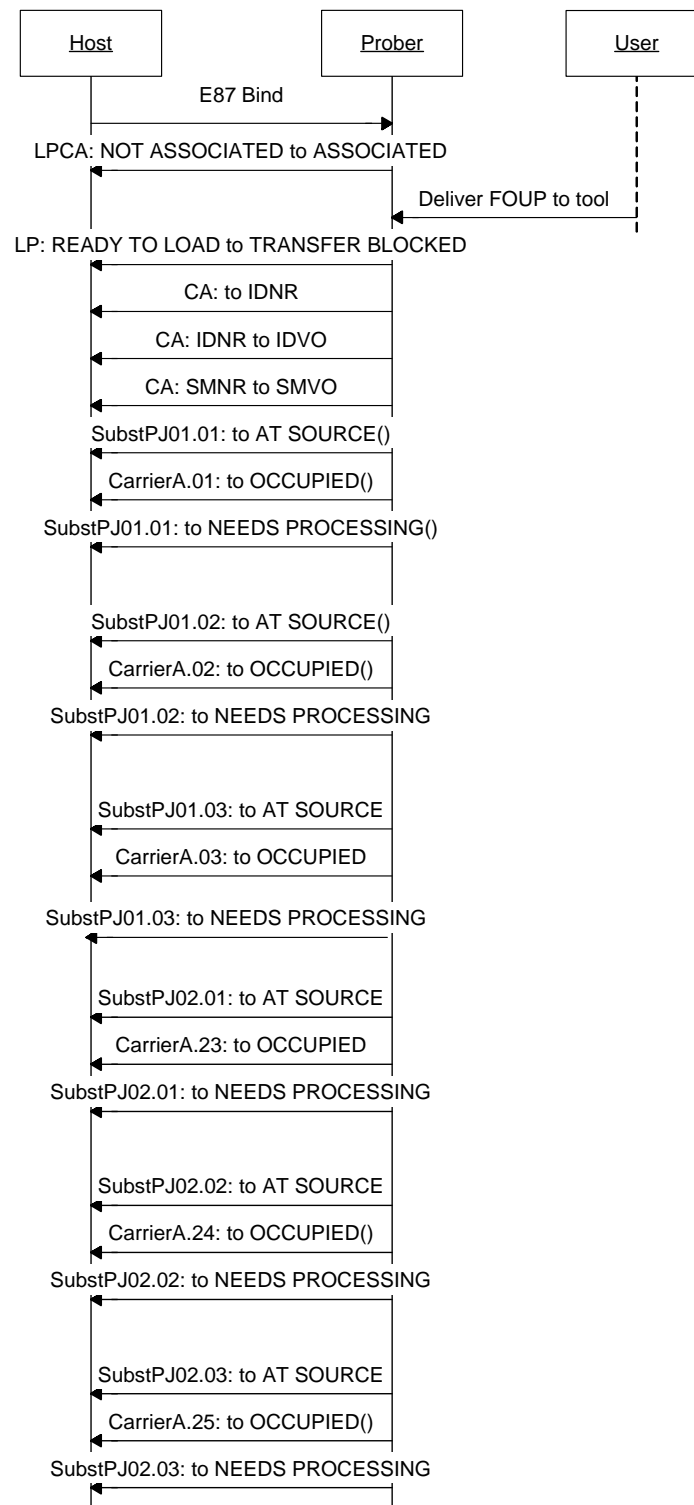 Host
Prober
User
E87 Bind
LPCA: NOT ASSOCIATED to ASSOCIATED
Deliver FOUP to tool
LP: READY TO LOAD to TRANSFER BLOCKED
CA: to IDNR
CA: IDNR to IDVO
CA: SMNR to SMVO
SubstPJ01.01: to AT SOURCE()
CarrierA.01: to OCCUPIED()
SubstPJ01.01: to NEEDS PROCESSING()
SubstPJ01.02: to AT SOURCE()
CarrierA.02: to OCCUPIED()
SubstPJ01.02: to NEEDS PROCESSING
SubstPJ01.03: to AT SOURCE
CarrierA.03: to OCCUPIED
SubstPJ01.03: to NEEDS PROCESSING
SubstPJ02.01: to AT SOURCE
CarrierA.23: to OCCUPIED
SubstPJ02.01: to NEEDS PROCESSING
SubstPJ02.02: to AT SOURCE
CarrierA.24: to OCCUPIED()
SubstPJ02.02: to NEEDS PROCESSING
SubstPJ02.03: to AT SOURCE
CarrierA.25: to OCCUPIED()
SubstPJ02.03: to NEEDS PROCESSING